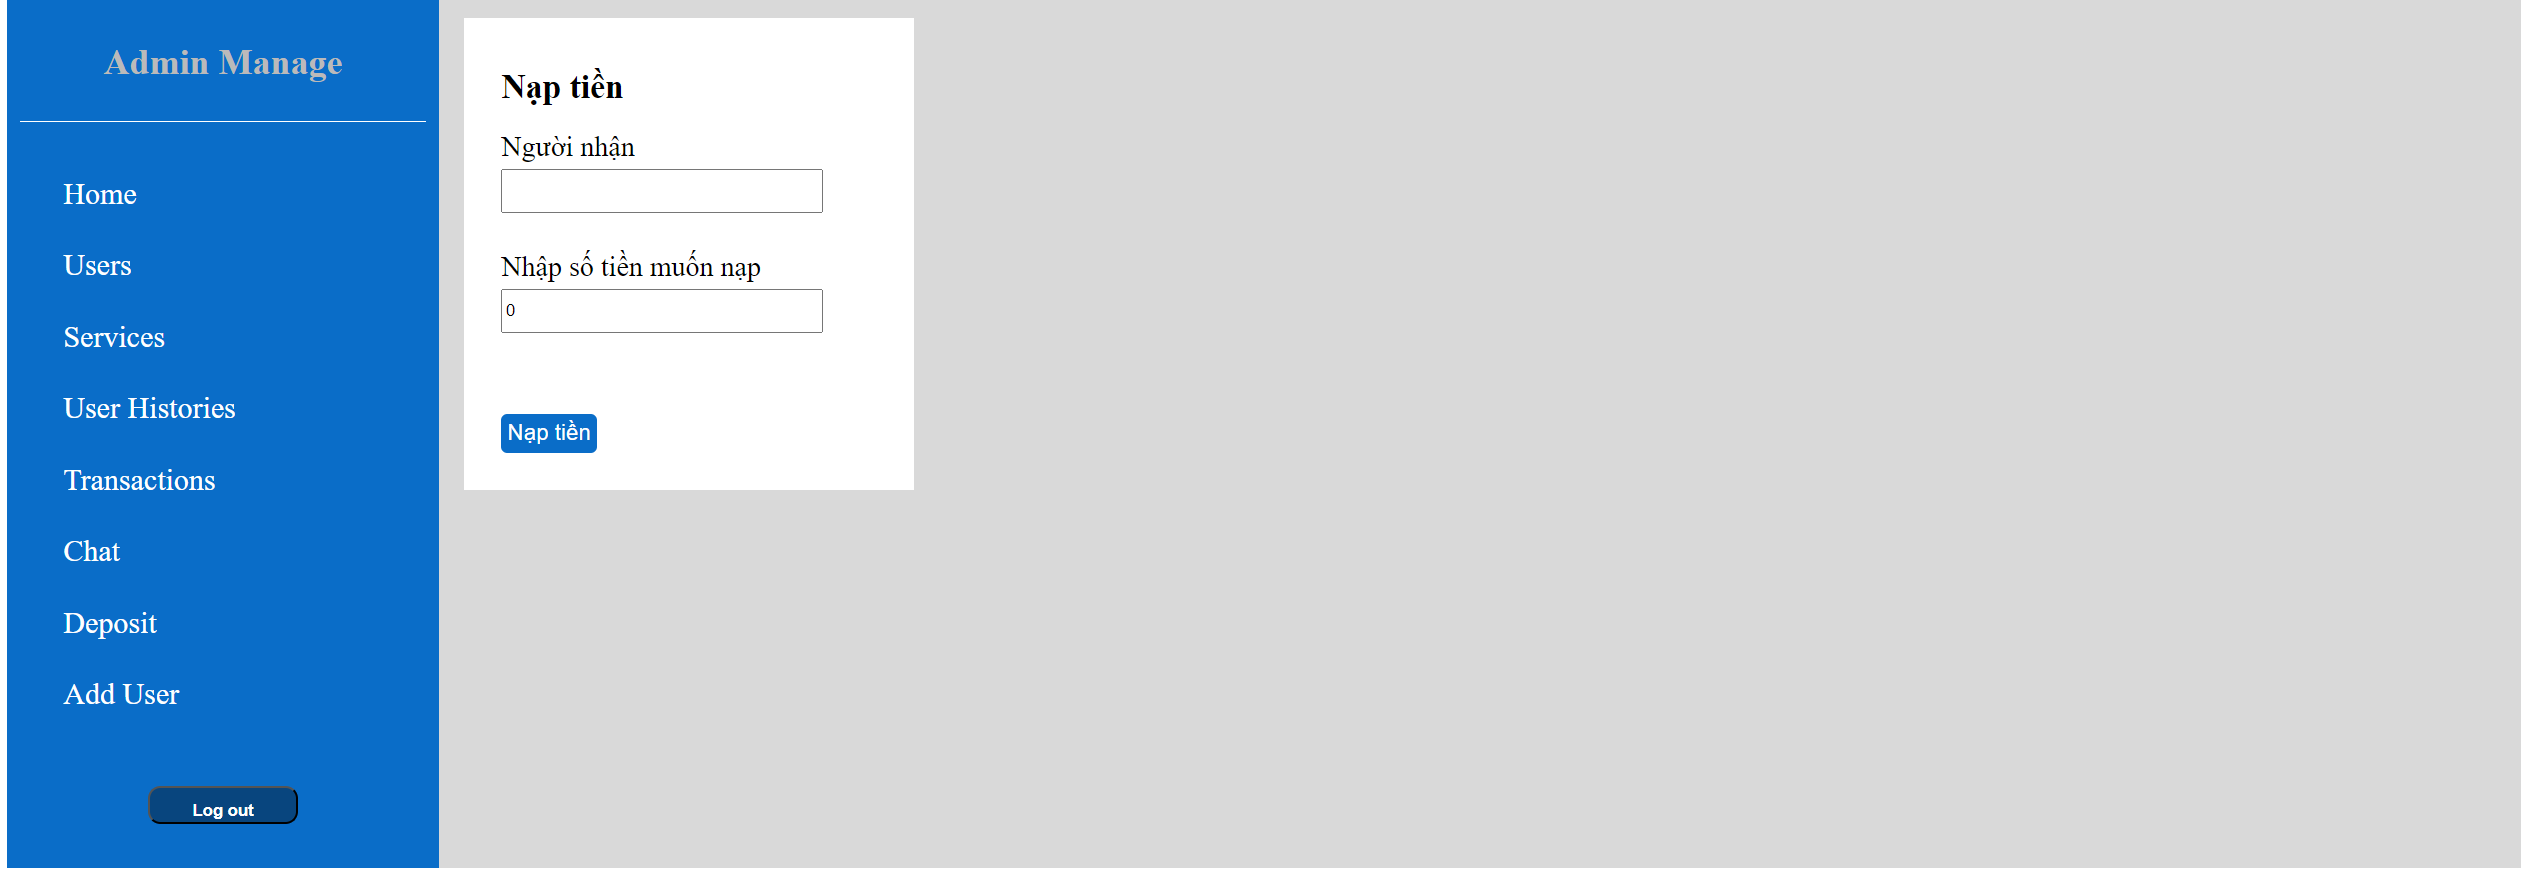 Admin Manage
Home
Users
Services
User Histories
Transactions
Chat
Deposit
Add User
Log out
Nạp tiền
Người nhận
Nhập số tiền muốn nạp
0
Nạp tiền